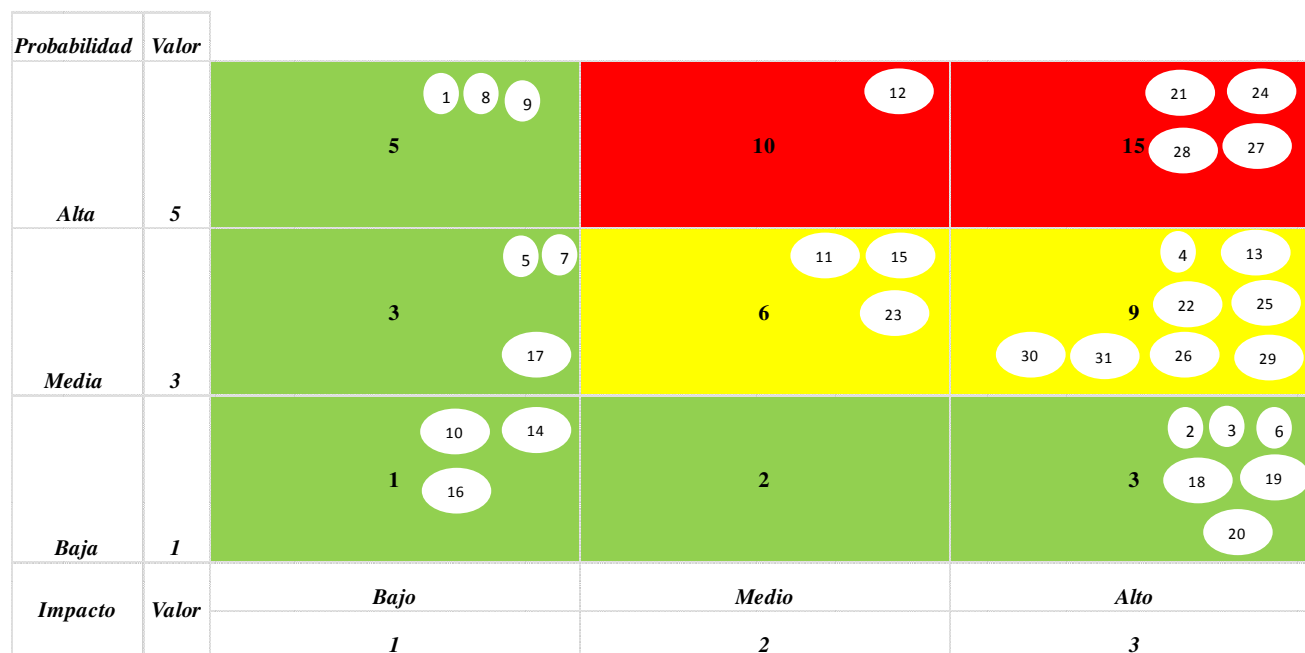 Probabilidad Valor
1 8 9 12 21 24
5 10 15 28 27
Alta 5
5 7 11 15 4 13
3 6 23 9 22 25
17 30 31 26 29
Media 3
10 14 2 3 6
1 16 2 3 18 19
20
Baja 1
Impacto Valor Bajo Medio Alto
1 2 3